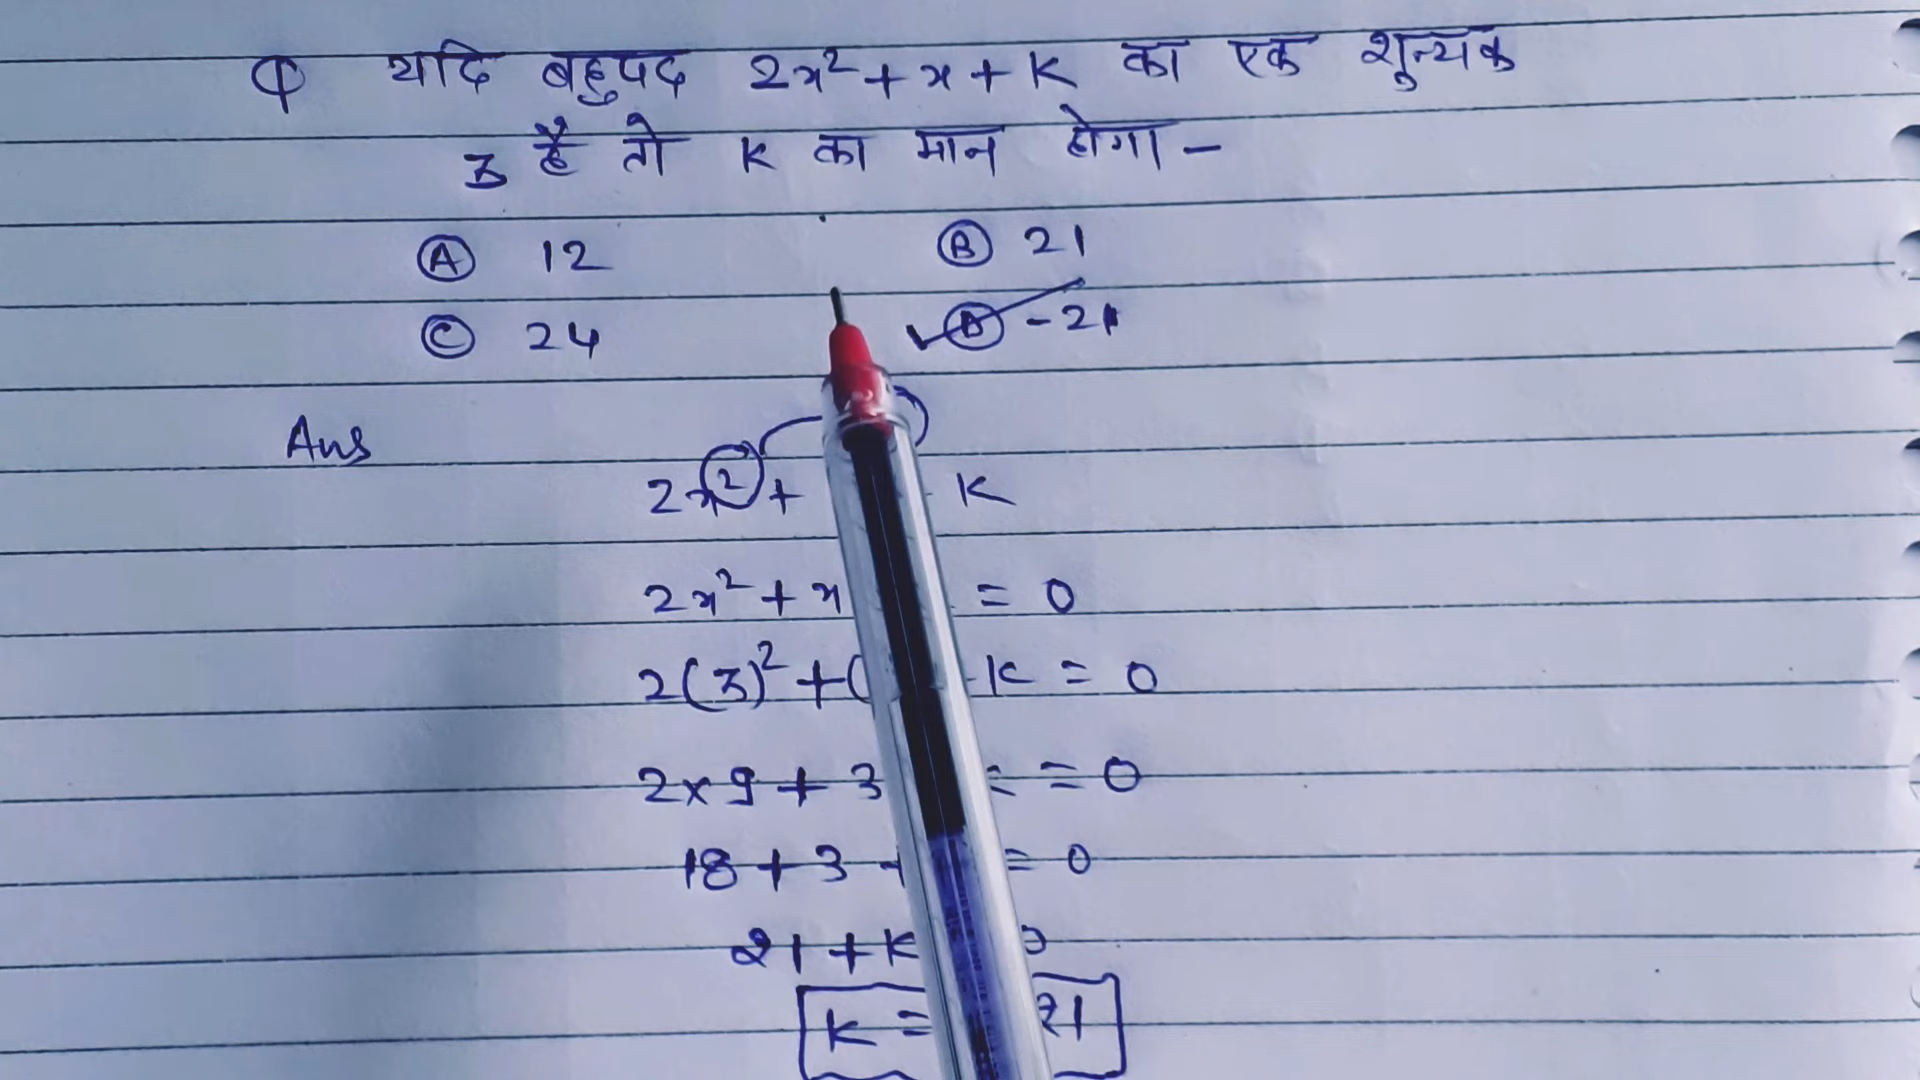 Q यदि बहुपद 2x²+x+K का एक शून्यक
3 है तो K का मान होगा –
Ⓐ 12 Ⓑ 21
Ⓒ 24 Ⓓ -21
Ans
2x²+ K
2x²+x = 0
2(3)²+( K = 0
2×9+3 = 0
18+3 = 0
21+K
K = 21